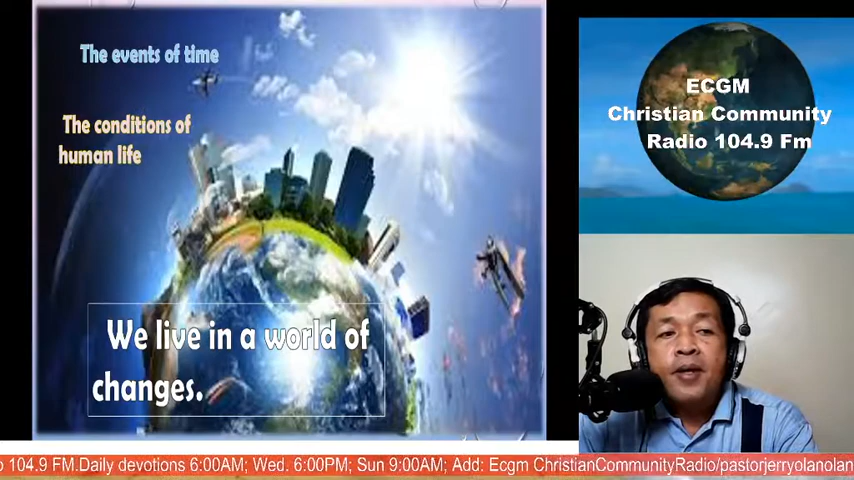 The events of time
The conditions of
human life
We live in a world of
changes.
ECGM
Christian Community
Radio 104.9 Fm
o 104.9 FM.Daily devotions 6:00AM; Wed. 6:00PM; Sun 9:00AM; Add: Ecgm ChristianCommunityRadio/pastorjerryolanolan